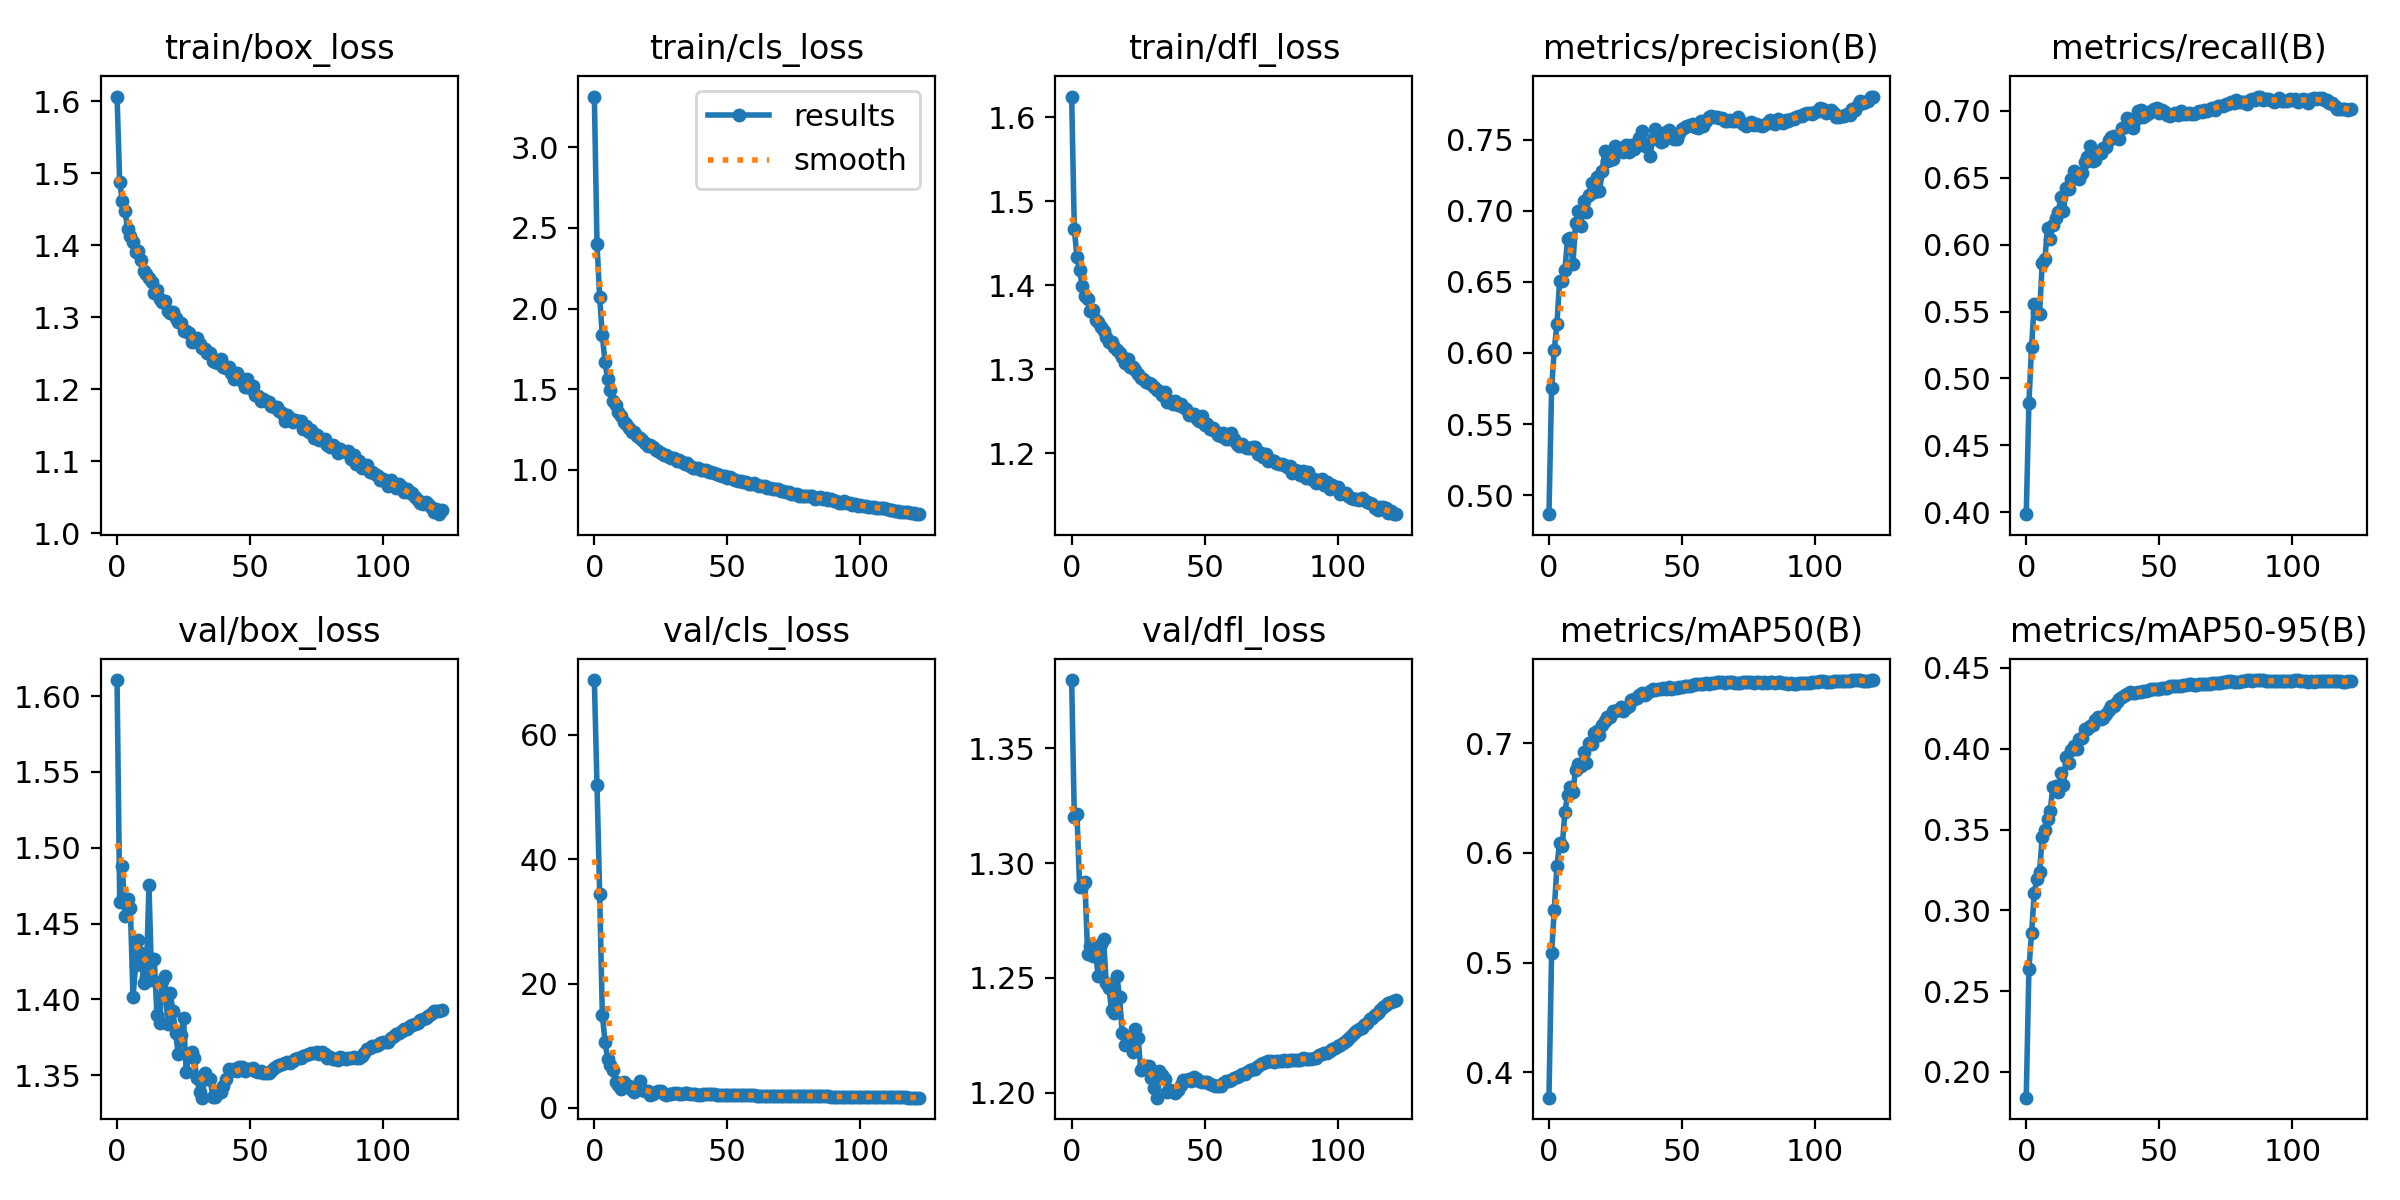 train/box_loss
1.6
1.5
1.4
1.3
1.2
1.1
1.0
0 50 100
train/cls_loss
results
smooth
3.0
2.5
2.0
1.5
1.0
0 50 100
train/dfl_loss
1.6
1.5
1.4
1.3
1.2
0 50 100
metrics/precision(B)
0.75
0.70
0.65
0.60
0.55
0.50
0 50 100
metrics/recall(B)
0.70
0.65
0.60
0.55
0.50
0.45
0.40
0 50 100
val/box_loss
1.60
1.55
1.50
1.45
1.40
1.35
0 50 100
val/cls_loss
60
40
20
0
0 50 100
val/dfl_loss
1.35
1.30
1.25
1.20
0 50 100
metrics/mAP50(B)
0.7
0.6
0.5
0.4
0 50 100
metrics/mAP50-95(B)
0.45
0.40
0.35
0.30
0.25
0.20
0 50 100